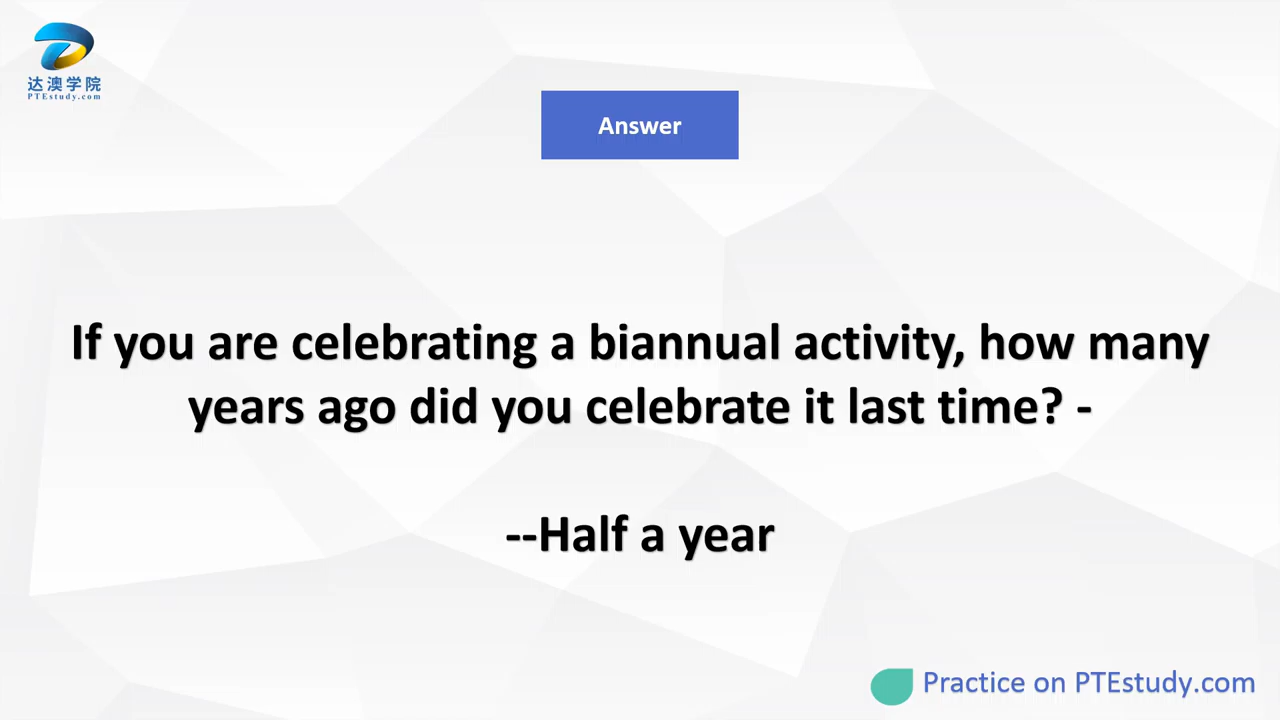 达澳学院
PTEstudy.com
Answer
If you are celebrating a biannual activity, how many
years ago did you celebrate it last time? -
--Half a year
Practice on PTEstudy.com